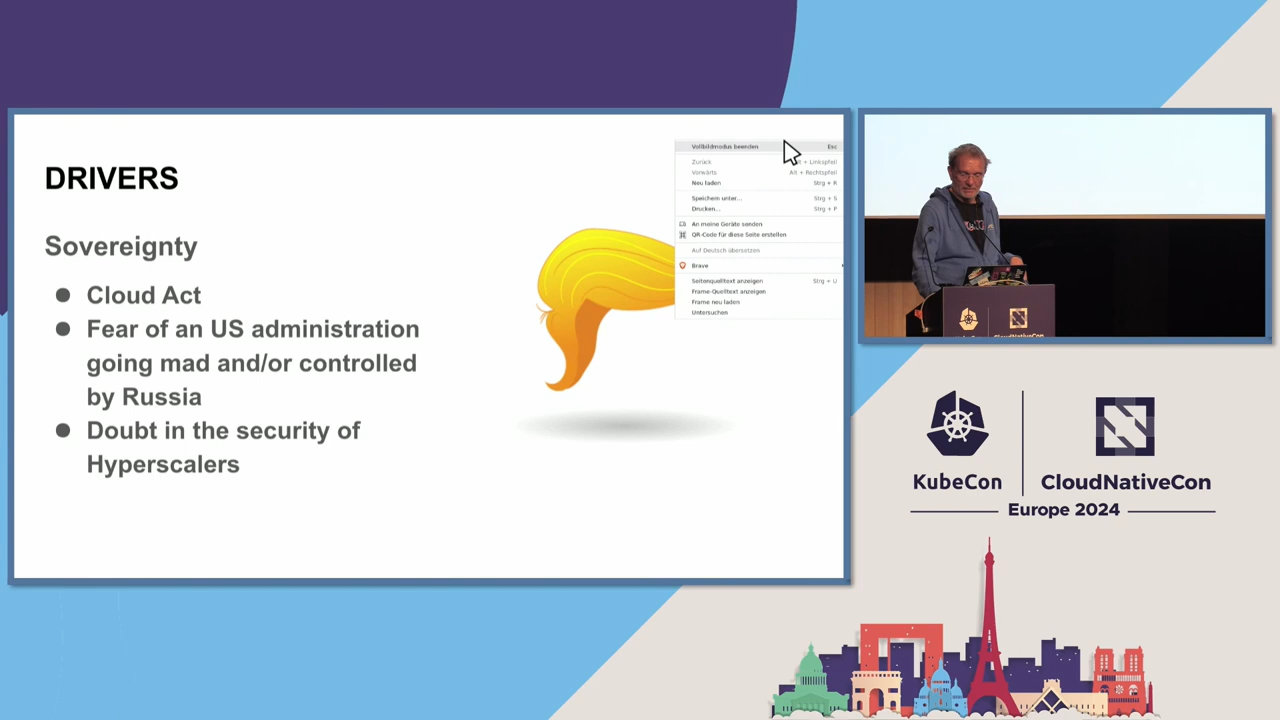 DRIVERS
Sovereignty
● Cloud Act
● Fear of an US administration
going mad and/or controlled
by Russia
● Doubt in the security of
Hyperscalers
Vollbildmodus beenden Esc
Zurück + Linkspfeil
Vorwärts Alt + Rechtspfeil
Neu laden Strg + R
Speichern unter... Strg + S
Drucken... Strg + P
An meine Geräte senden
QR-Code für diese Seite erstellen
Auf Deutsch übersetzen
Brave
Seitenquelltext anzeigen Strg + U
Frame-Quelltext anzeigen
Frame neu laden
Untersuchen
KubeCon
CloudNativeCon
Europe 2024